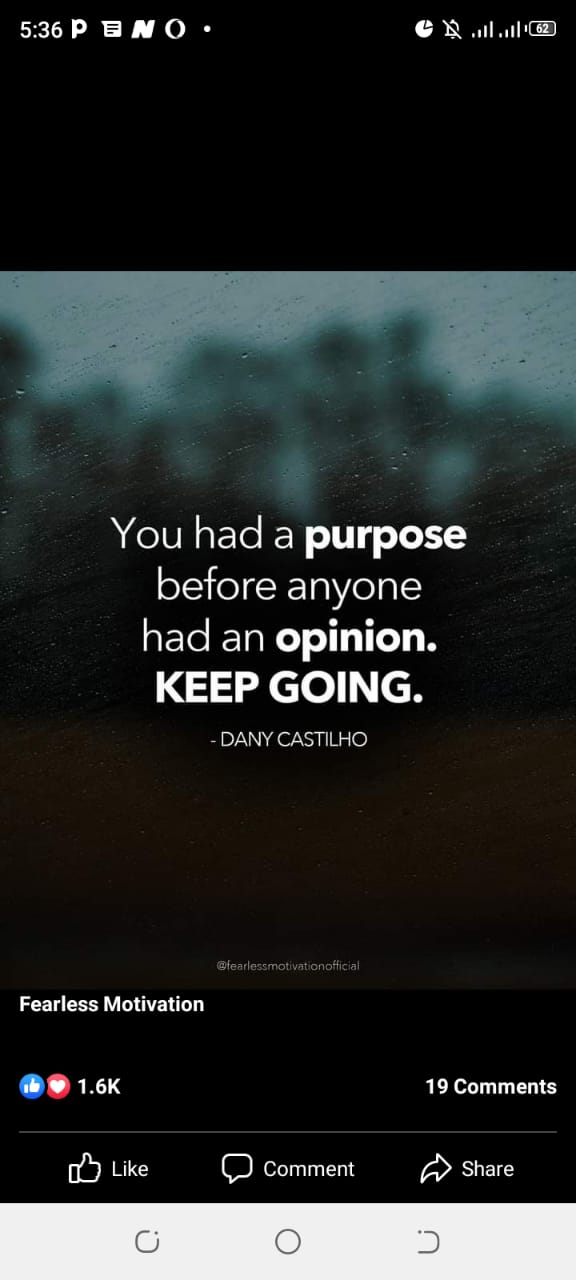 5:36
62
You had a purpose
before anyone
had an opinion.
KEEP GOING.
- DANY CASTILHO
@fearlessmotivationofficial
Fearless Motivation
1.6K
19 Comments
Like
Comment
Share